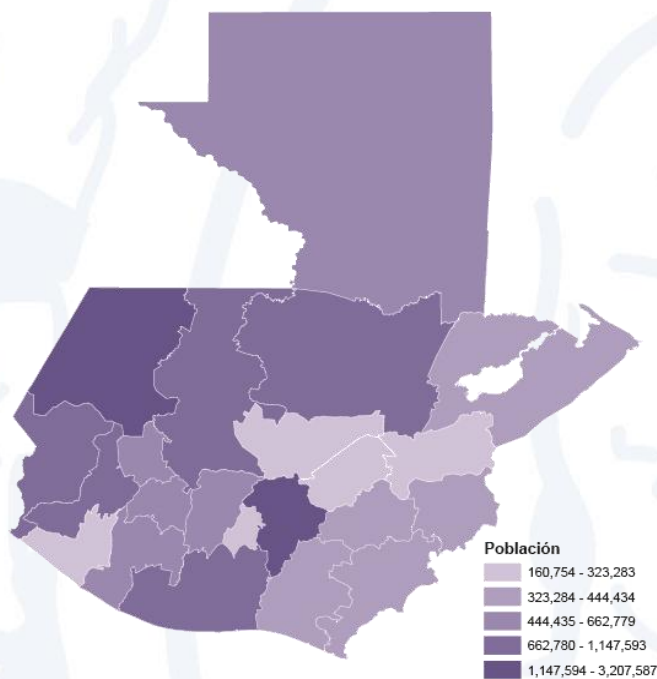 Población
160,754 - 323,283
323,284 - 444,434
444,435 - 662,779
662,780 - 1,147,593
1,147,594 - 3,207,587